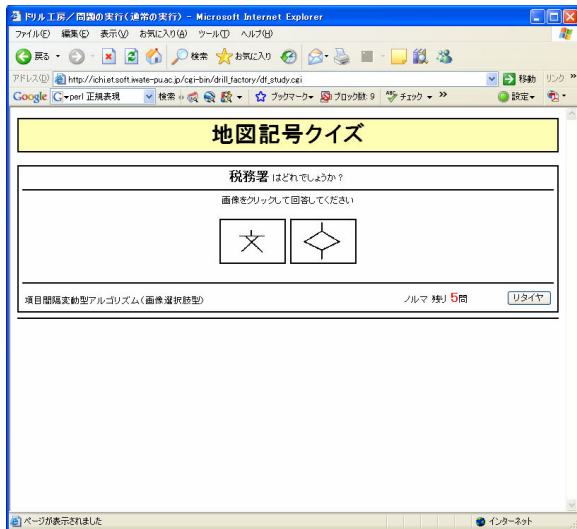 ドリル工房／問題の実行(通常の実行) - Microsoft Internet Explorer
ファイル(F) 編集(E) 表示(V) お気に入り(A) ツール(T) ヘルプ(H)
戻る 検索 お気に入り
アドレス(D) http://ichi.et.soft.iwate-pu.ac.jp/cgi-bin/drill_factory/df_study.cgi 移動 リンク »
Google G perl 正規表現 検索 ブックマーク ブロック数: 9 チェック » 設定
地図記号クイズ
税務署 はどれでしょうか？
画像をクリックして回答してください
項目間隔変動型アルゴリズム(画像選択肢型) ノルマ 残り 5問 リタイヤ
ページが表示されました インターネット